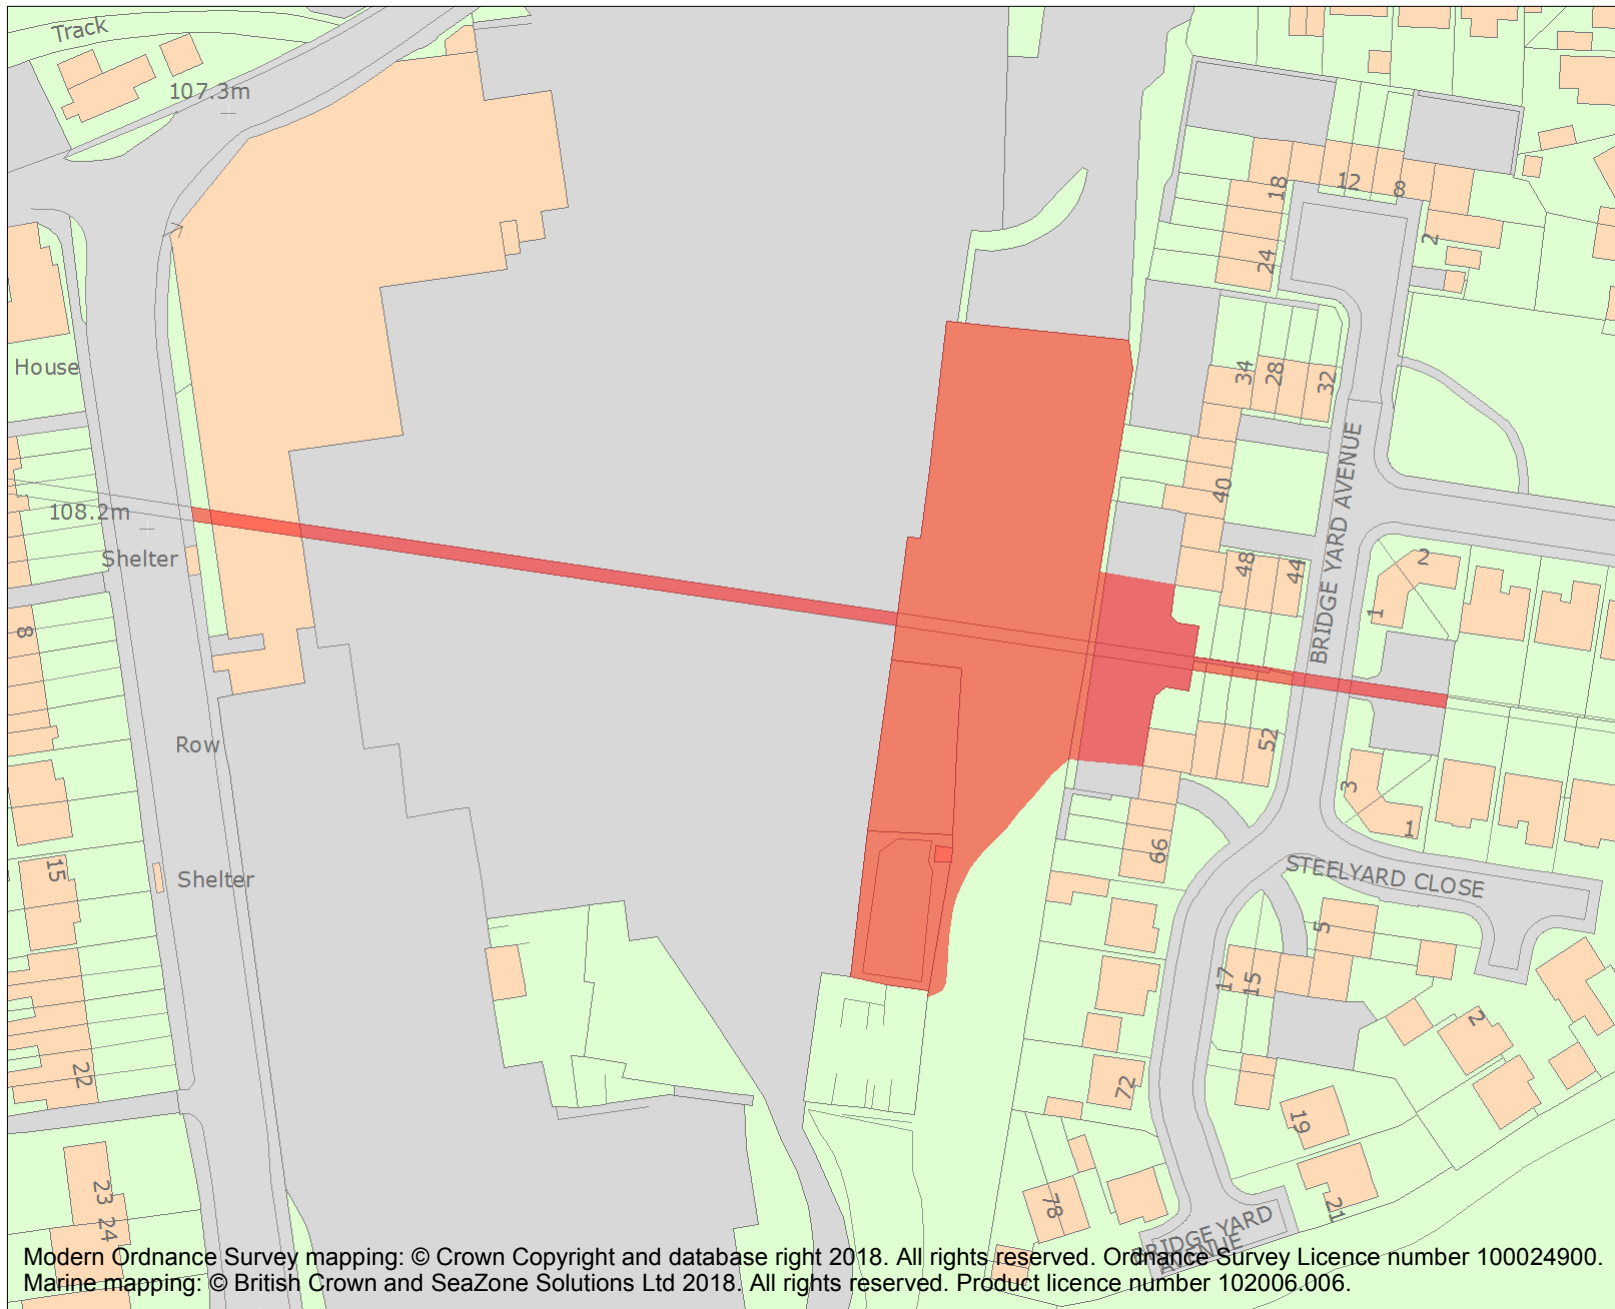 Track
107.3m
18
12
8
2
24
House
34
28
32
BRIDGE YARD AVENUE
40
108.2m
Shelter
48
44
2
1
8
Row
52
3
1
15
Shelter
66
STEELYARD CLOSE
5
17
15
2
22
72
19
23
24
78
21
BRIDGE YARD
AVENUE
Modern Ordnance Survey mapping: © Crown Copyright and database right 2018. All rights reserved. Ordnance Survey Licence number 100024900.
Marine mapping: © British Crown and SeaZone Solutions Ltd 2018. All rights reserved. Product licence number 102006.006.